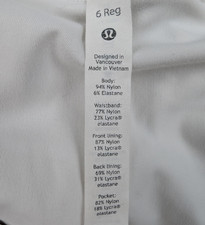 6 Reg
Designed in
Vancouver
Made in Vietnam
Body:
94% Nylon
6% Elastane
Waistband:
77% Nylon
23% Lycra®
elastane
Front lining:
87% Nylon
13% Lycra®
elastane
Back lining:
69% Nylon
31% Lycra®
elastane
Pocket:
82% Nylon
18% Lycra®
elastane